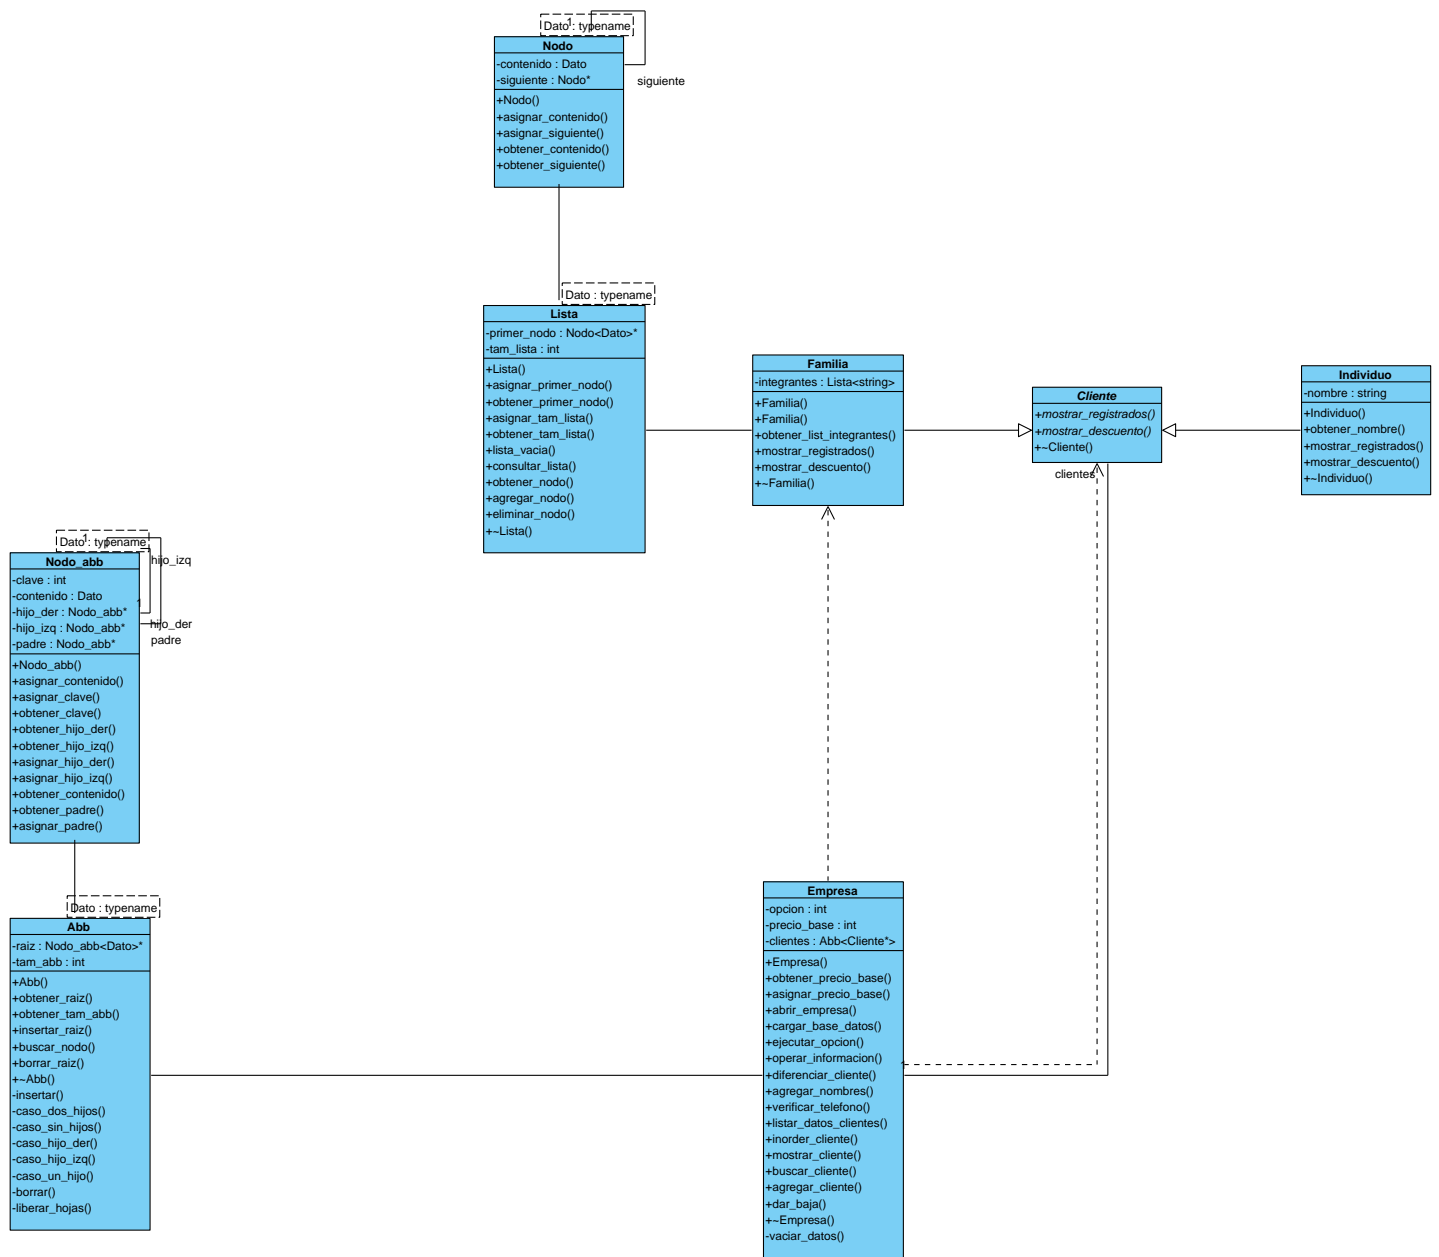 Dato : typename
1
Nodo
-contenido : Dato
-siguiente : Nodo*
siguiente
+Nodo()
+asignar_contenido()
+asignar_siguiente()
+obtener_contenido()
+obtener_siguiente()
Dato : typename
Lista
-primer_nodo : Nodo<Dato>*
-tam_lista : int
+Lista()
+asignar_primer_nodo()
+obtener_primer_nodo()
+asignar_tam_lista()
+obtener_tam_lista()
+lista_vacia()
+consultar_lista()
+obtener_nodo()
+agregar_nodo()
+eliminar_nodo()
+~Lista()
Familia
-integrantes : Lista<string>
+Familia()
+Familia()
+obtener_list_integrantes()
+mostrar_registrados()
+mostrar_descuento()
+~Familia()
Cliente
+mostrar_registrados()
+mostrar_descuento()
+~Cliente()
clientes
Individuo
-nombre : string
+Individuo()
+obtener_nombre()
+mostrar_registrados()
+mostrar_descuento()
+~Individuo()
Dato : typename
1
hijo_izq
Nodo_abb
-clave : int
-contenido : Dato
-hijo_der : Nodo_abb*
-hijo_izq : Nodo_abb*
-padre : Nodo_abb*
1
hijo_der
padre
+Nodo_abb()
+asignar_contenido()
+asignar_clave()
+obtener_clave()
+obtener_hijo_der()
+obtener_hijo_izq()
+asignar_hijo_der()
+asignar_hijo_izq()
+obtener_contenido()
+obtener_padre()
+asignar_padre()
Dato : typename
Abb
-raiz : Nodo_abb<Dato>*
-tam_abb : int
+Abb()
+obtener_raiz()
+obtener_tam_abb()
+insertar_raiz()
+buscar_nodo()
+borrar_raiz()
+~Abb()
-insertar()
-caso_dos_hijos()
-caso_sin_hijos()
-caso_hijo_der()
-caso_hijo_izq()
-caso_un_hijo()
-borrar()
-liberar_hojas()
Empresa
-opcion : int
-precio_base : int
-clientes : Abb<Cliente*>
+Empresa()
+obtener_precio_base()
+asignar_precio_base()
+abrir_empresa()
+cargar_base_datos()
+ejecutar_opcion()
+operar_informacion()
1
+diferenciar_cliente()
+agregar_nombres()
+verificar_telefono()
+listar_datos_clientes()
+inorder_cliente()
+mostrar_cliente()
+buscar_cliente()
+agregar_cliente()
+dar_baja()
+~Empresa()
-vaciar_datos()